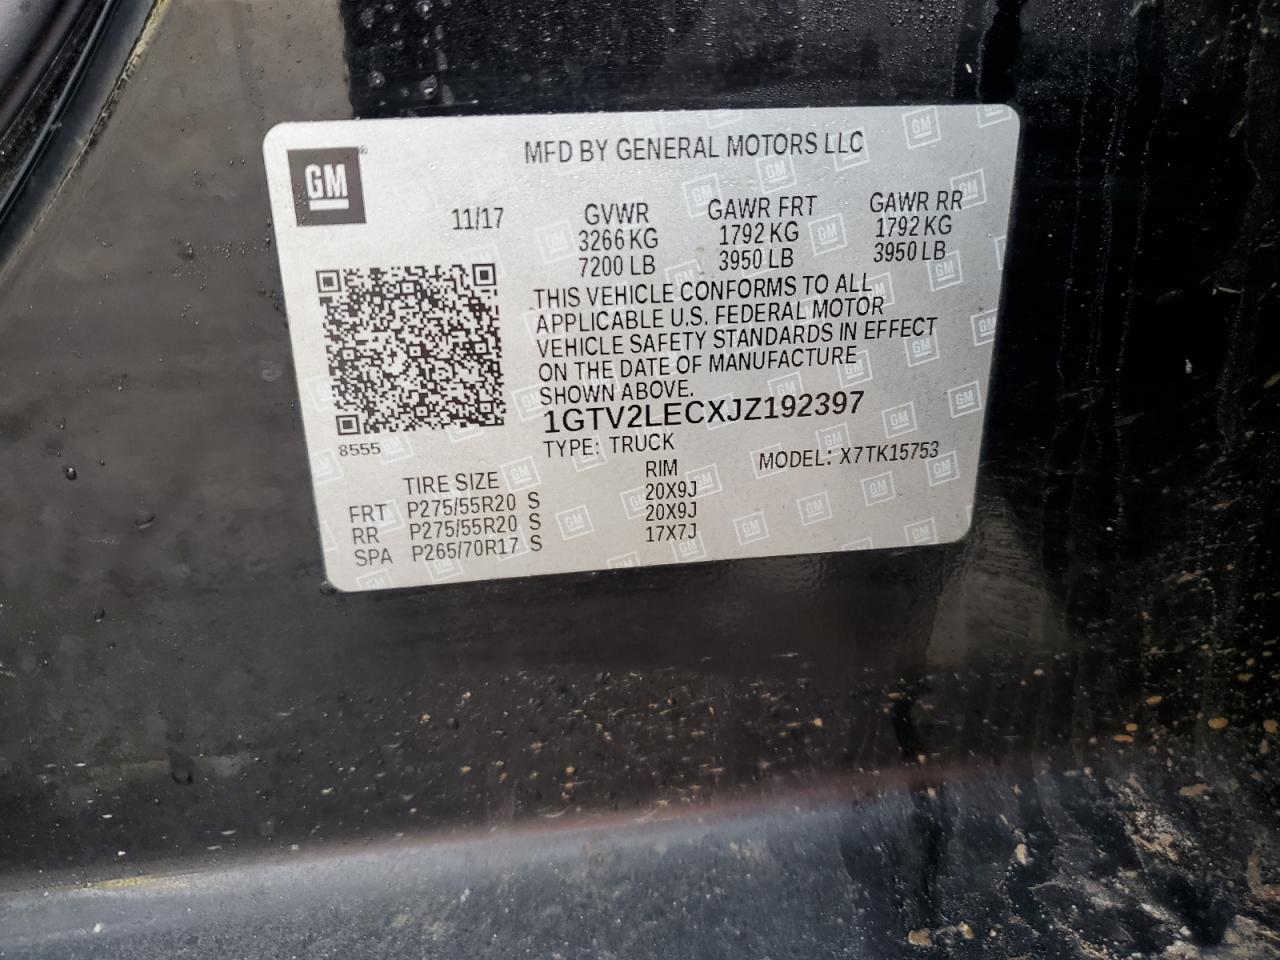 MFD BY GENERAL MOTORS LLC
GM
11/17
GVWR GAWR FRT GAWR RR
3266 KG 1792 KG 1792 KG
7200 LB 3950 LB 3950 LB
THIS VEHICLE CONFORMS TO ALL
APPLICABLE U.S. FEDERAL MOTOR
VEHICLE SAFETY STANDARDS IN EFFECT
ON THE DATE OF MANUFACTURE
SHOWN ABOVE.
1GTV2LECXJZ192397
8555
TYPE: TRUCK MODEL: X7TK15753
TIRE SIZE RIM
FRT P275/55R20 S 20X9J
RR P275/55R20 S 20X9J
SPA P265/70R17 S 17X7J